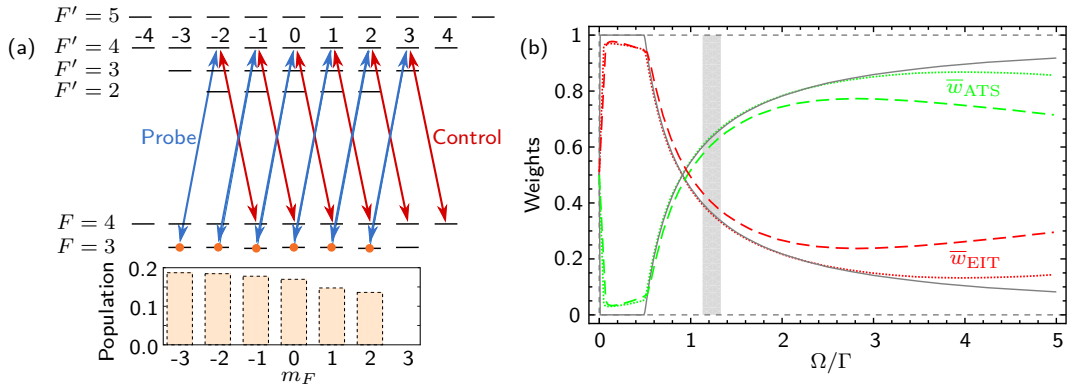 F′ = 5
-4 -3 -2 -1 0 1 2 3 4
(a) F′ = 4
F′ = 3
F′ = 2
Probe Control
F = 4
F = 3
Population
0.2
0.1
0.0
-3 -2 -1 0 1 2 3
m_F
(b)
Weights
1
0.8
0.6
0.4
0.2
0
w̅_ATS
w̅_EIT
0 1 2 3 4 5
Ω/Γ